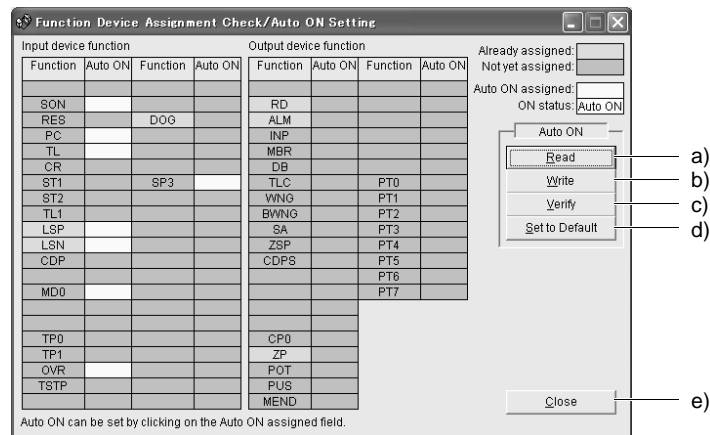 Function Device Assignment Check/Auto ON Setting
Input device function
Output device function
Already assigned:
Not yet assigned:
Auto ON assigned:
ON status: Auto ON
Function Auto ON Function Auto ON Function Auto ON Function Auto ON
SON RD
RES DOG ALM
PC INP
TL MBR
CR DB
ST1 SP3 TLC PT0
ST2 WNG PT1
TL1 BWNG PT2
LSP SA PT3
LSN ZSP PT4
CDP CDPS PT5
PT6
MD0 PT7
TP0 CP0
TP1 ZP
OVR POT
TSTP PUS
MEND
Auto ON
Read a)
Write b)
Verify c)
Set to Default d)
Close e)
Auto ON can be set by clicking on the Auto ON assigned field.